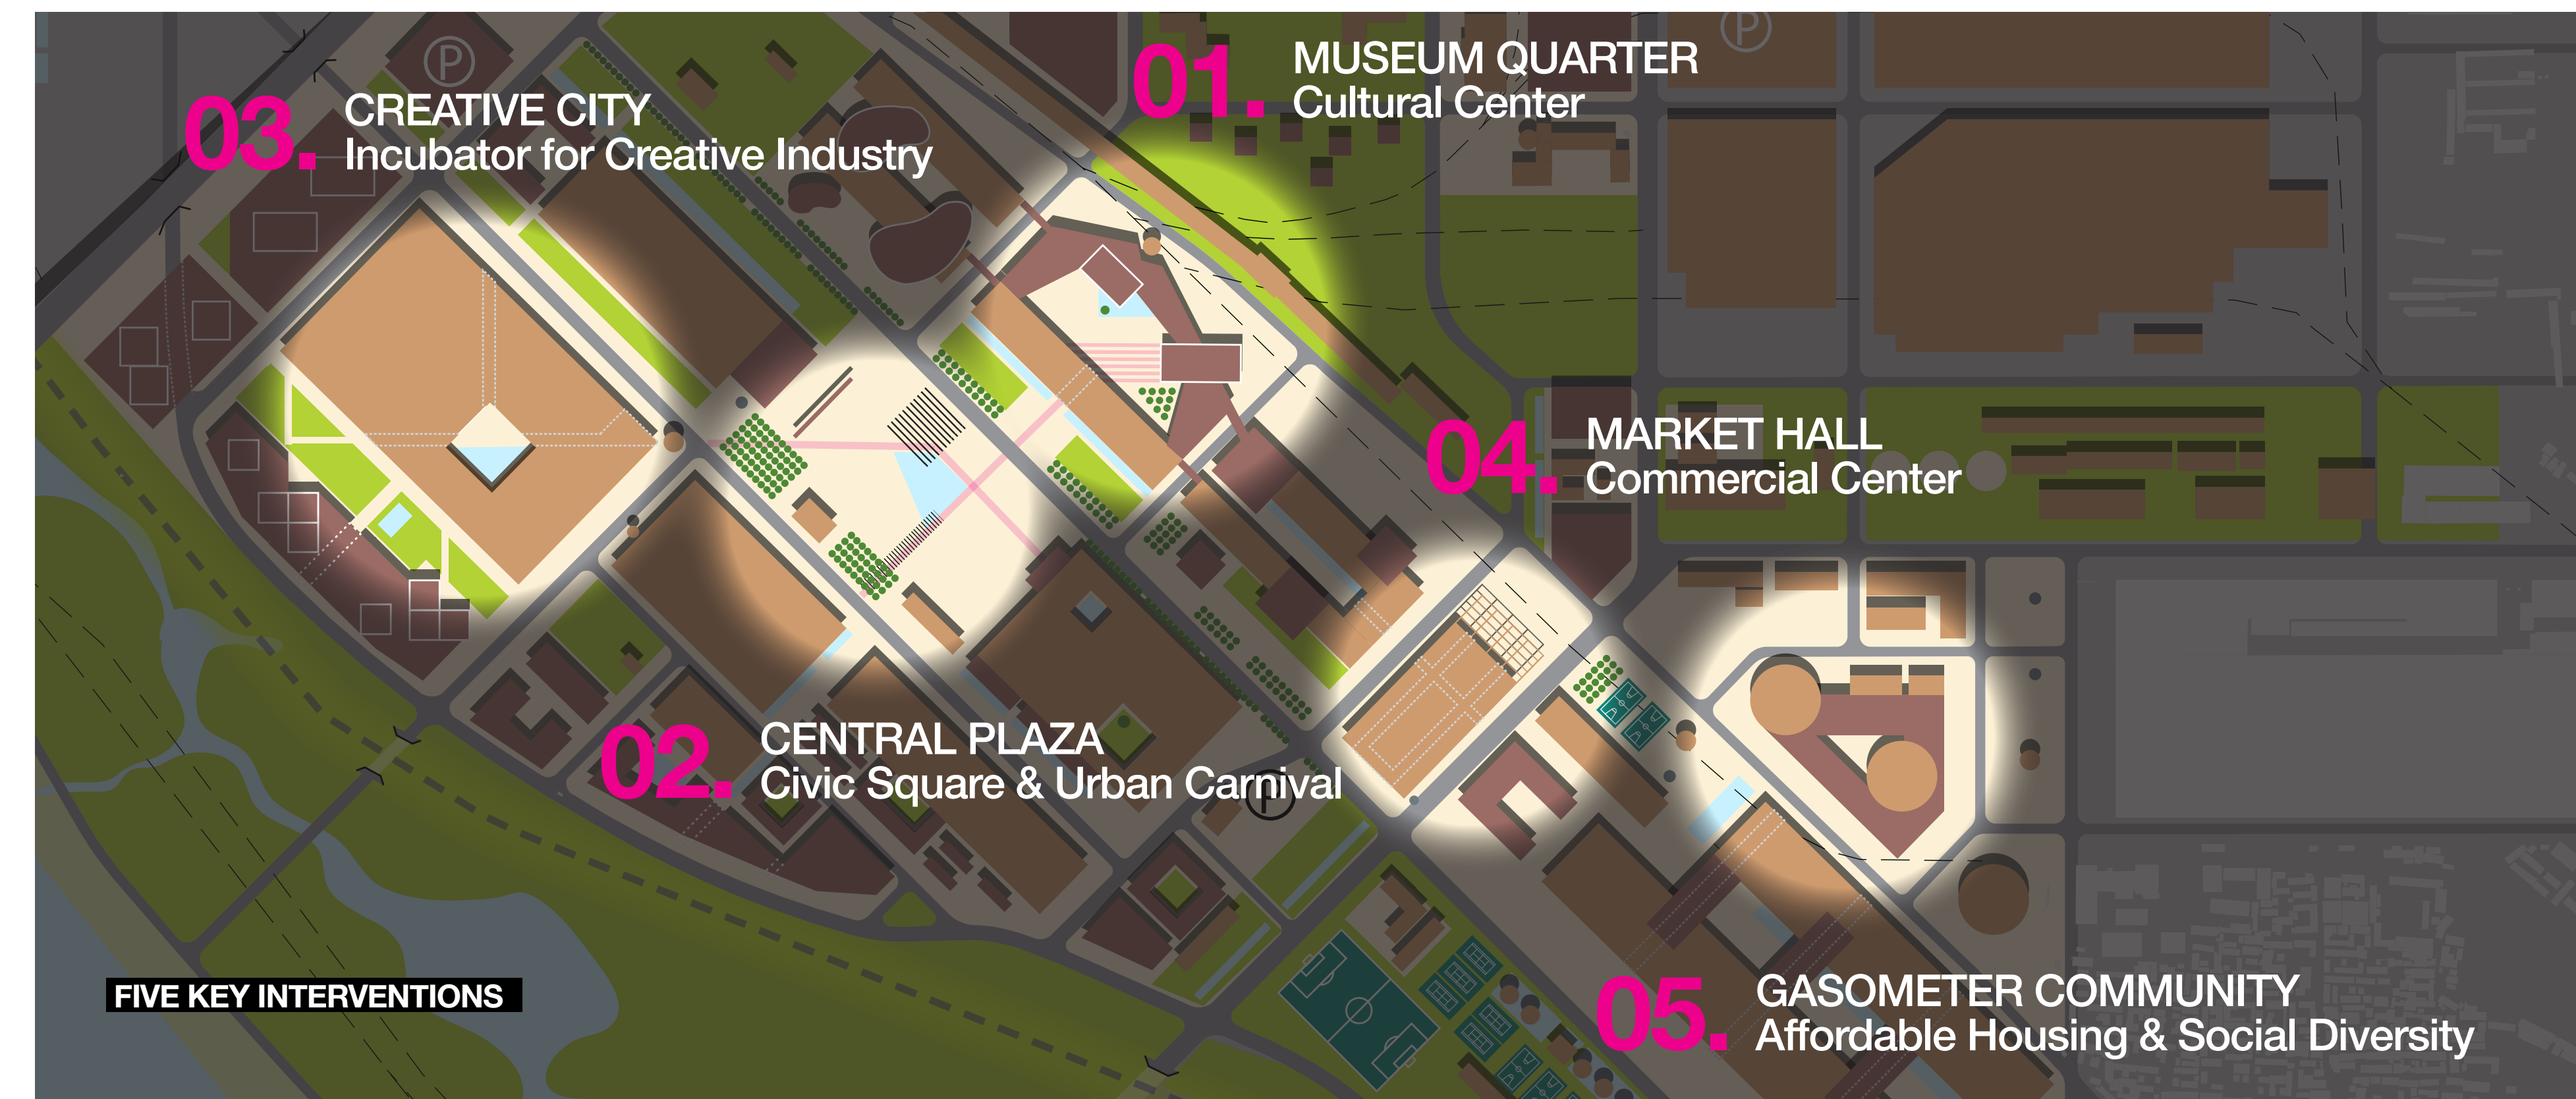 01.
MUSEUM QUARTER
Cultural Center
03.
CREATIVE CITY
Incubator for Creative Industry
04.
MARKET HALL
Commercial Center
02.
CENTRAL PLAZA
Civic Square & Urban Carnival
05.
GASOMETER COMMUNITY
Affordable Housing & Social Diversity
FIVE KEY INTERVENTIONS
P
P
P